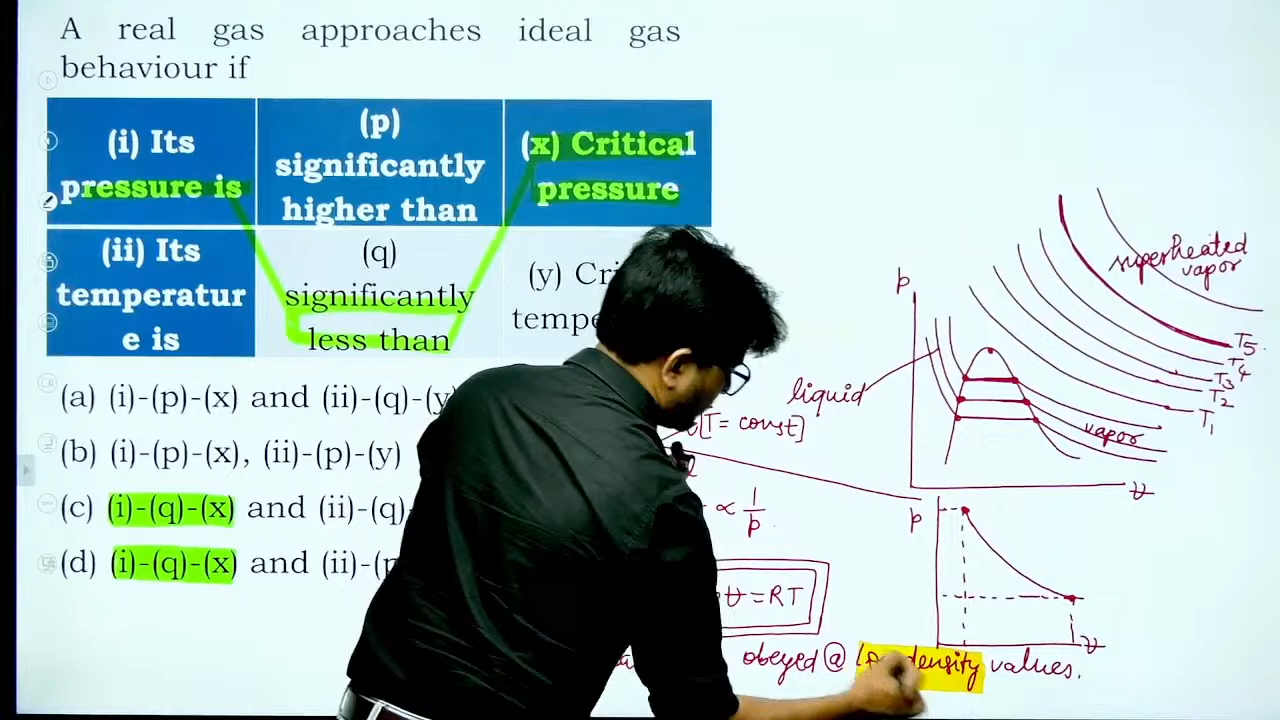 A real gas approaches ideal gas
behaviour if
(i) Its
pressure is
(p)
significantly
higher than
(x) Critical
pressure
(ii) Its
temperatur
e is
(q)
significantly
less than
(y) Cri
tempe
(a) (i)-(p)-(x) and (ii)-(q)-(y
(b) (i)-(p)-(x), (ii)-(p)-(y)
(c) (i)-(q)-(x) and (ii)-(q)
(d) (i)-(q)-(x) and (ii)-(p
p
superheated
vapor
T5
T4
T3
T2
T1
liquid
vapor
v
[T = const]
∝ 1/p
v = RT
p
v
obeyed @ density values.